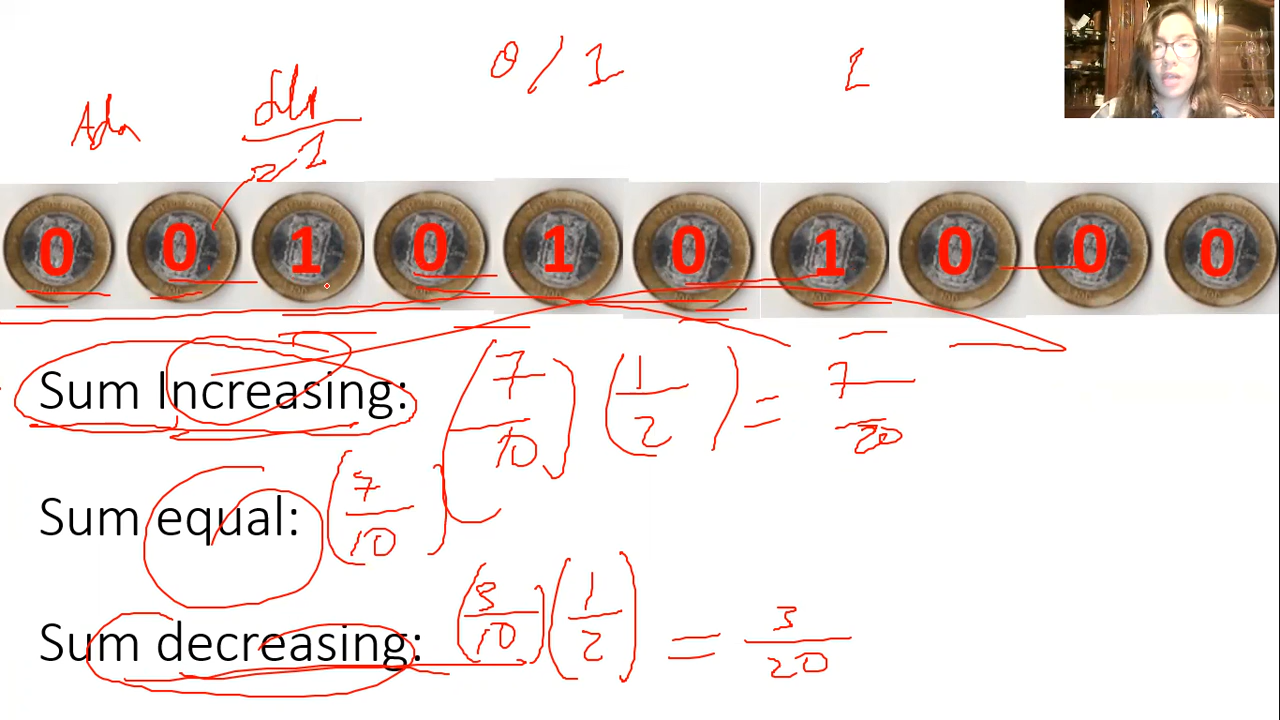 0 / 1
1
Ada
0 0 1 0 1 0 1 0 0 0
Sum Increasing: (7/10) (1/2) = 7/20
Sum equal: (7/10)
Sum decreasing: (3/10) (1/2) = 3/20